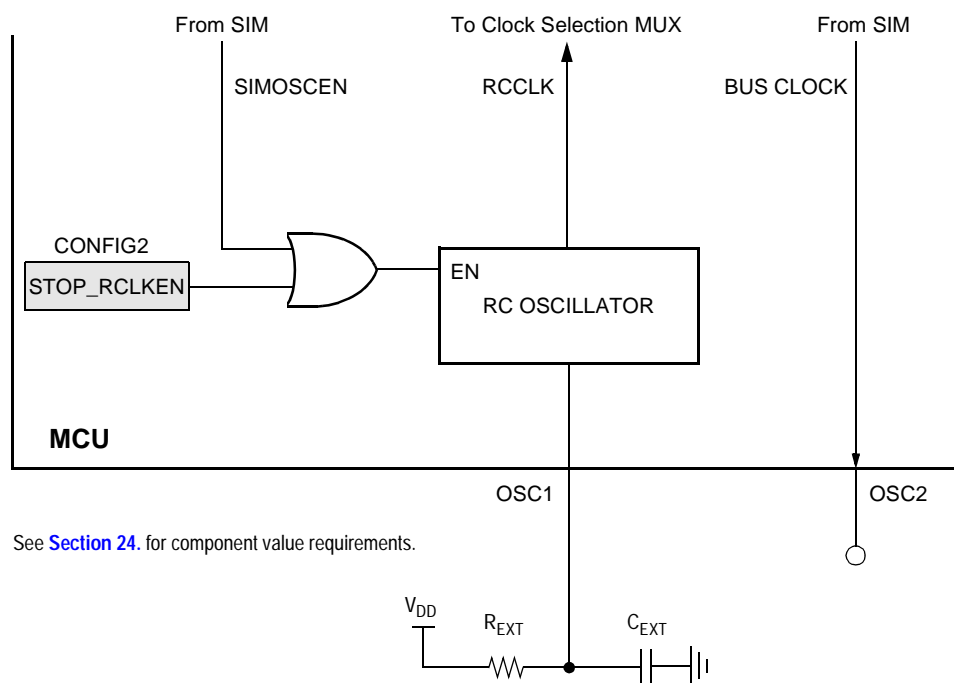 From SIM
To Clock Selection MUX
From SIM
SIMOSCEN
RCCLK
BUS CLOCK
CONFIG2
STOP_RCLKEN
EN
RC OSCILLATOR
MCU
OSC1
OSC2
See Section 24. for component value requirements.
VDD
REXT
CEXT